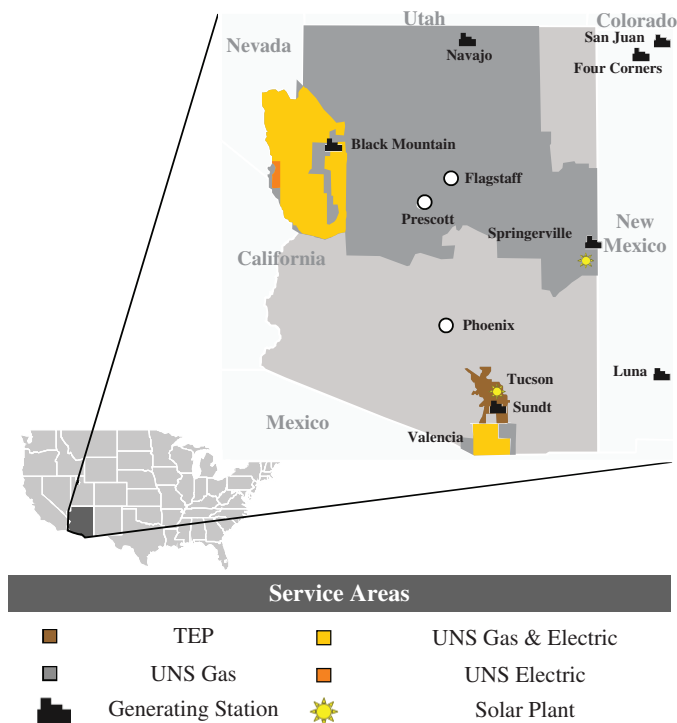 Utah
Colorado
Nevada
San Juan
Navajo
Four Corners
Black Mountain
Flagstaff
Prescott
Springerville
New
Mexico
California
Phoenix
Luna
Tucson
Sundt
Mexico
Valencia
Service Areas
TEP
UNS Gas & Electric
UNS Gas
UNS Electric
Generating Station
Solar Plant